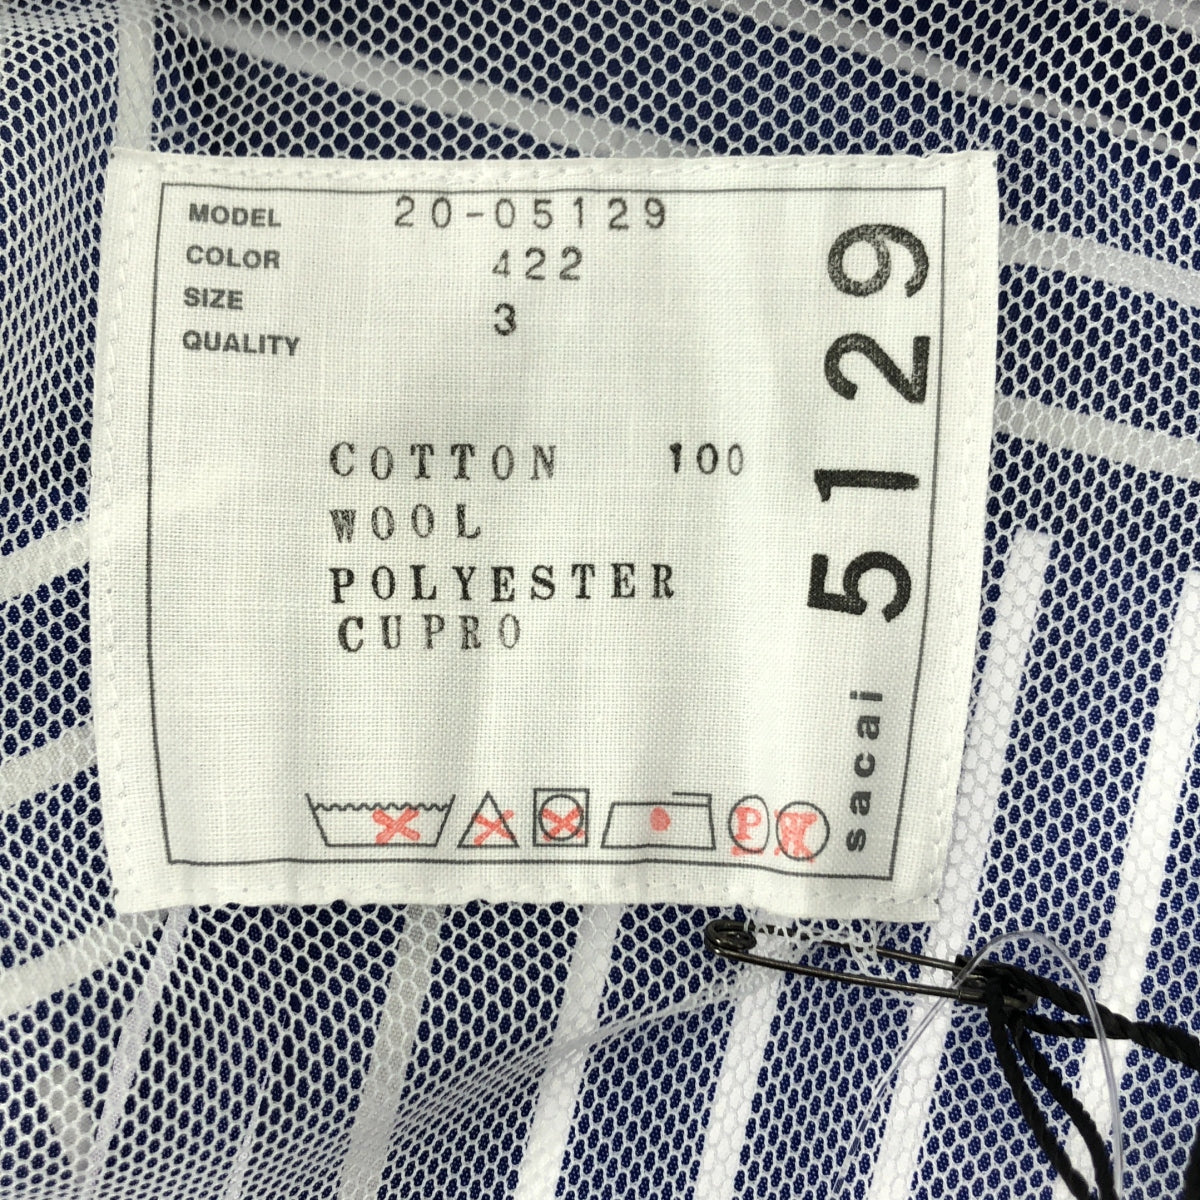 MODEL 20-05129
COLOR 422
SIZE 3
QUALITY
COTTON 100
WOOL
POLYESTER
CUPRO
P W
sacai 5129